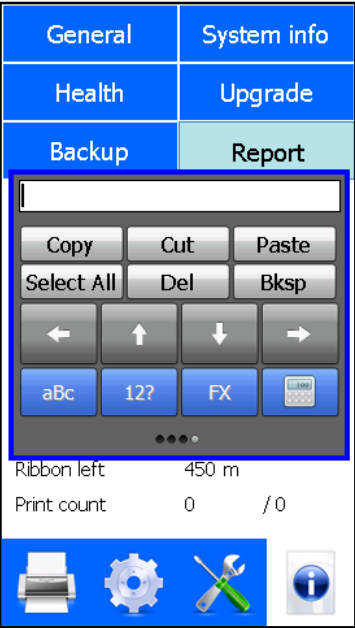 General System info
Health Upgrade
Backup Report
Copy Cut Paste
Select All Del Bksp
aBc 12? FX
Ribbon left 450 m
Print count 0 / 0
i